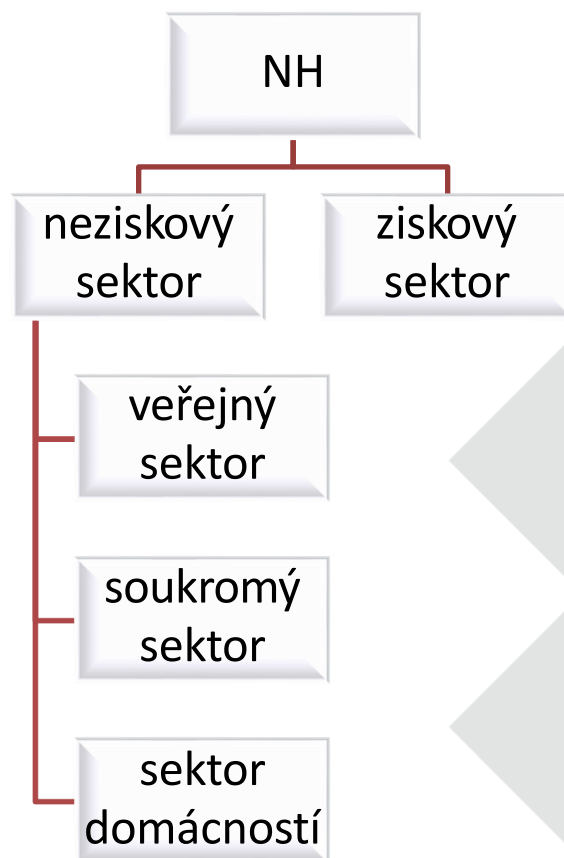 NH
neziskový
sektor
ziskový
sektor
veřejný
sektor
soukromý
sektor
sektor
domácností